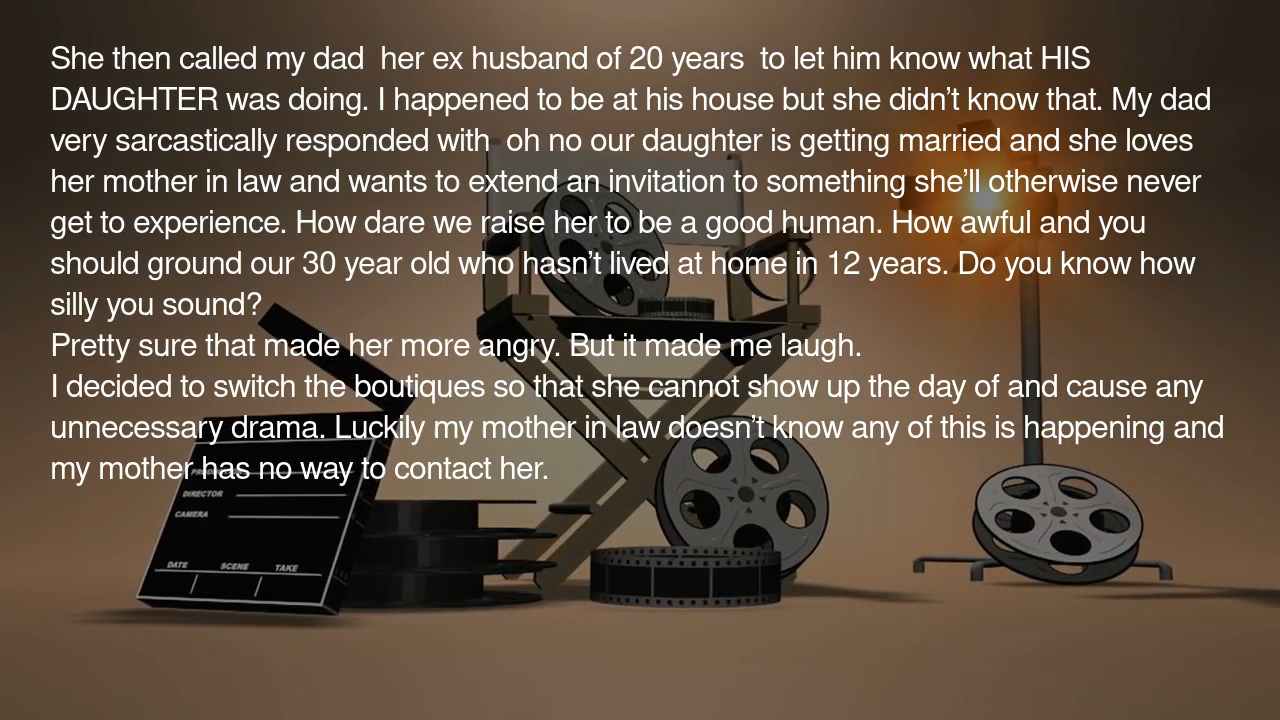 She then called my dad  her ex husband of 20 years  to let him know what HIS
DAUGHTER was doing. I happened to be at his house but she didn’t know that. My dad
very sarcastically responded with  oh no our daughter is getting married and she loves
her mother in law and wants to extend an invitation to something she’ll otherwise never
get to experience. How dare we raise her to be a good human. How awful and you
should ground our 30 year old who hasn’t lived at home in 12 years. Do you know how
silly you sound?
Pretty sure that made her more angry. But it made me laugh.
I decided to switch the boutiques so that she cannot show up the day of and cause any
unnecessary drama. Luckily my mother in law doesn’t know any of this is happening and
my mother has no way to contact her.
DIRECTOR
CAMERA
DATE SCENE TAKE